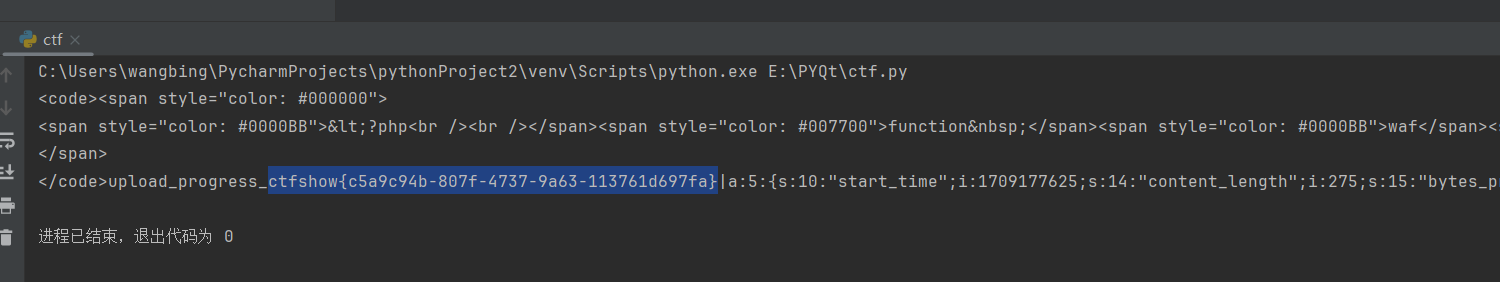 ctf
C:\Users\wangbing\PycharmProjects\pythonProject2\venv\Scripts\python.exe E:\PYQt\ctf.py
<code><span style="color: #000000">
<span style="color: #0000BB">&lt;?php<br /><br /></span><span style="color: #007700">function&nbsp;</span><span style="color: #0000BB">waf</span><s
</span>
</code>upload_progress_ctfshow{c5a9c94b-807f-4737-9a63-113761d697fa}|a:5:{s:10:"start_time";i:1709177625;s:14:"content_length";i:275;s:15:"bytes_pr
进程已结束，退出代码为 0